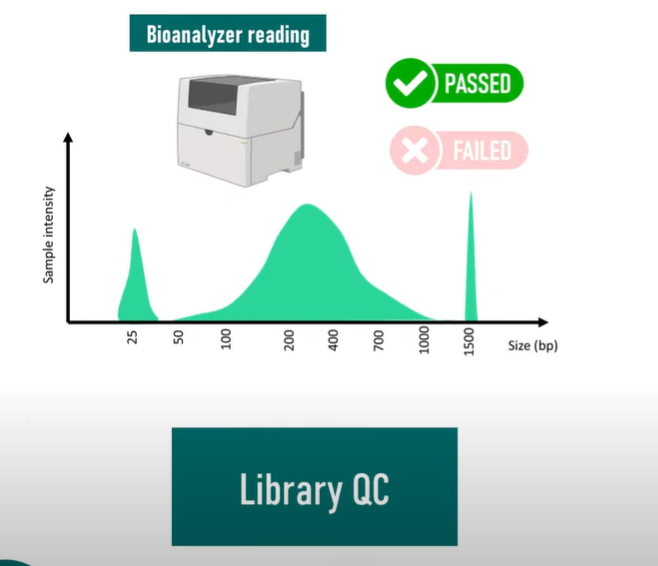 Bioanalyzer reading
PASSED
FAILED
Sample intensity
25 50 100 200 400 700 1000 1500 Size (bp)
Library QC